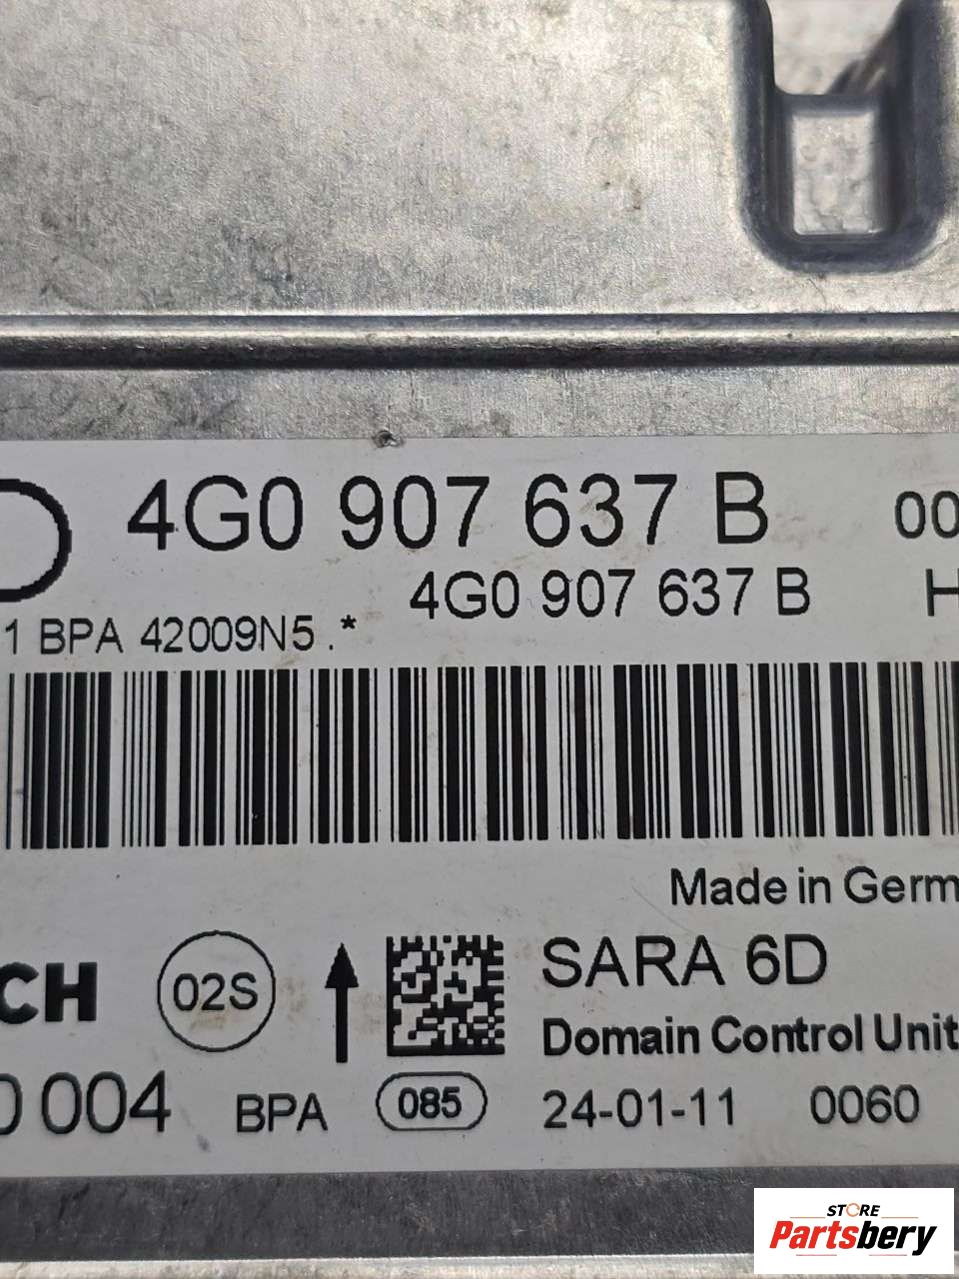 4G0 907 637 B 00
4G0 907 637 B H
1 BPA 42009N5 .*
Made in Germ
CH 02S SARA 6D
Domain Control Unit
0 004 BPA 085 24-01-11 0060
STORE
Partsbery